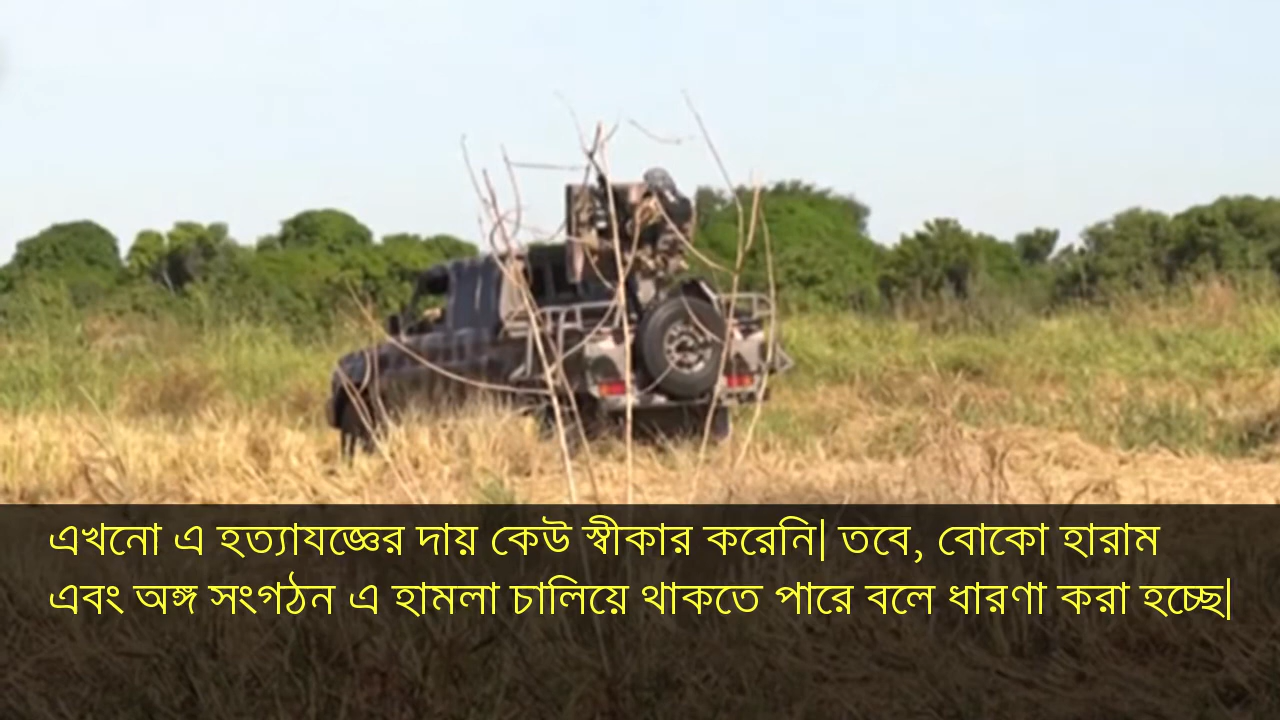 এখনো এ হত্যাযজ্ঞের দায় কেউ স্বীকার করেনি| তবে, বোকো হারাম
এবং অঙ্গ সংগঠন এ হামলা চালিয়ে থাকতে পারে বলে ধারণা করা হচ্ছে|